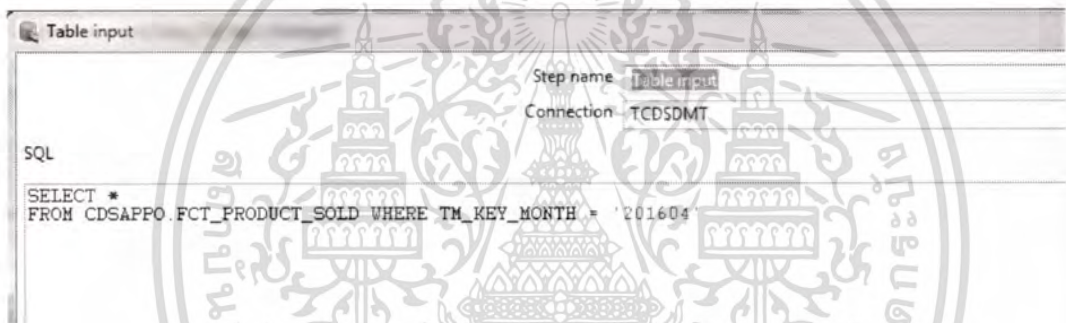 Table input
Step name Table input
Connection TCDSDMT
SQL
SELECT *
FROM CDSAPPO.FCT_PRODUCT_SOLD WHERE TM_KEY_MONTH = '201604'